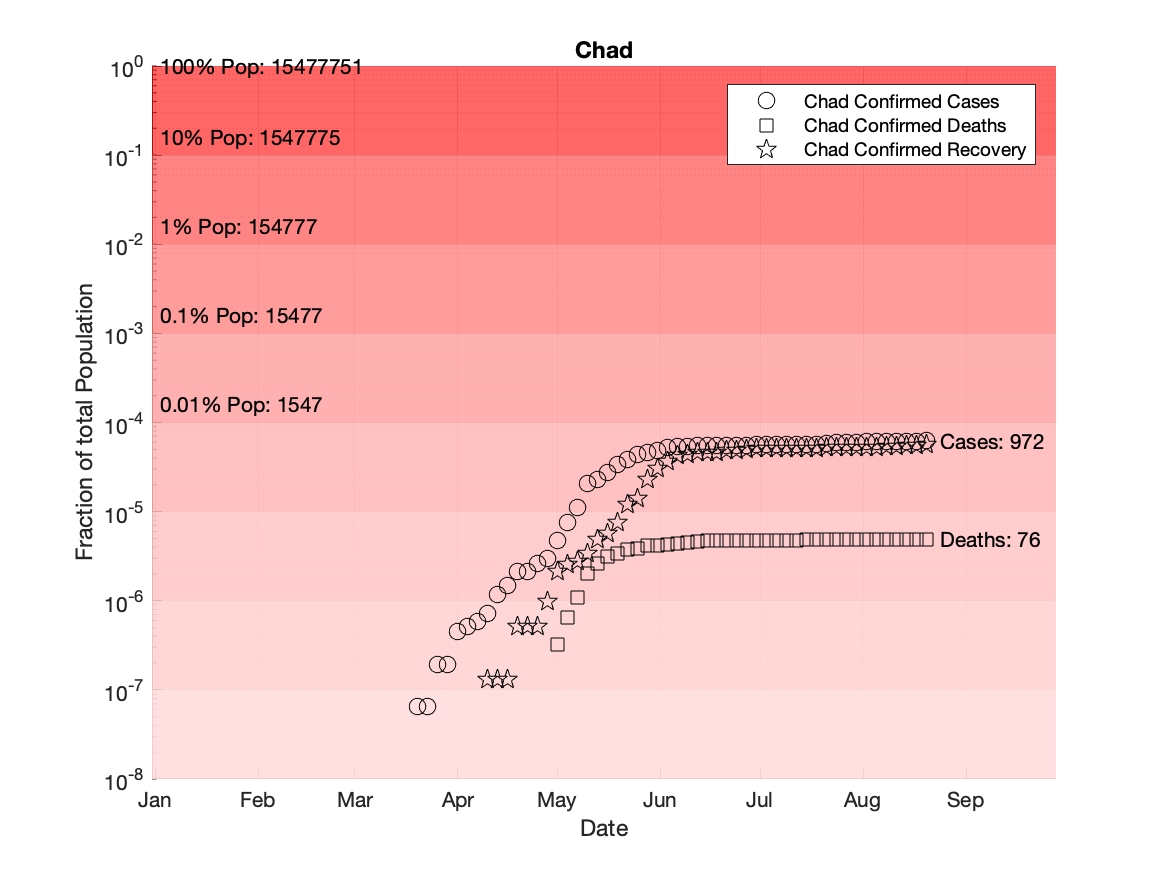 Chad
10^0
10^-1
10^-2
10^-3
10^-4
10^-5
10^-6
10^-7
10^-8
Fraction of total Population
100% Pop: 15477751
10% Pop: 1547775
1% Pop: 154777
0.1% Pop: 15477
0.01% Pop: 1547
Chad Confirmed Cases
Chad Confirmed Deaths
Chad Confirmed Recovery
Cases: 972
Deaths: 76
Jan Feb Mar Apr May Jun Jul Aug Sep
Date